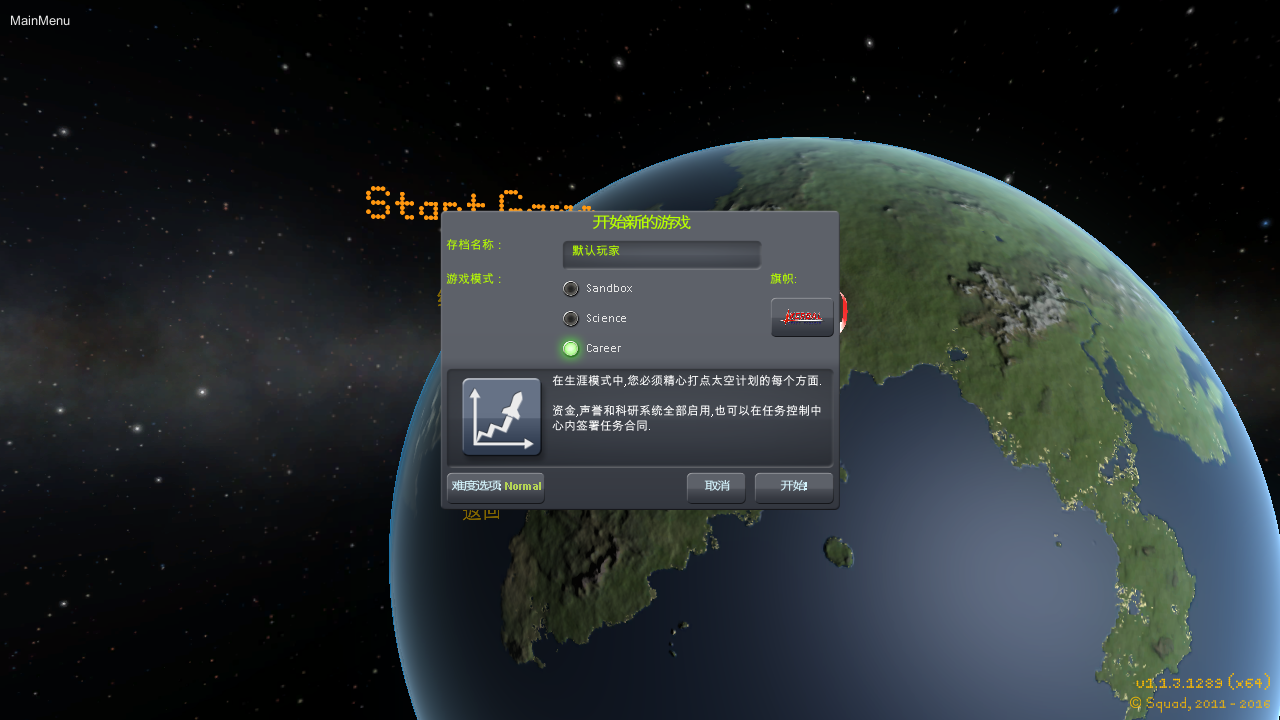 MainMenu
Start Game
开始新的游戏
存档名称：
默认玩家
游戏模式：
旗帜:
Sandbox
Science
Career
在生涯模式中,您必须精心打点太空计划的每个方面.
资金,声誉和科研系统全部启用,也可以在任务控制中
心内签署任务合同.
难度选项: Normal
取消
开始!
返回
v1.1.3.1289 (x64)
© Squad, 2011 - 2016